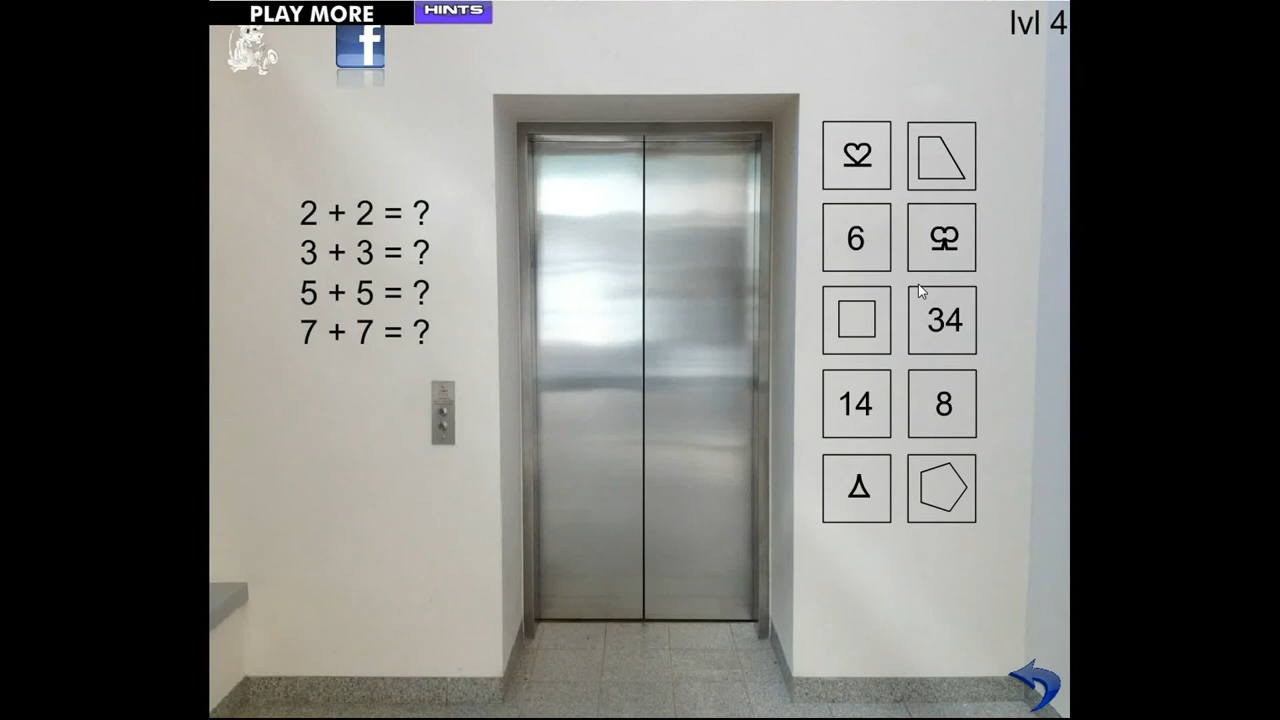 PLAY MORE
HINTS
lvl 4
f
2 + 2 = ?
3 + 3 = ?
5 + 5 = ?
7 + 7 = ?
6
34
14
8